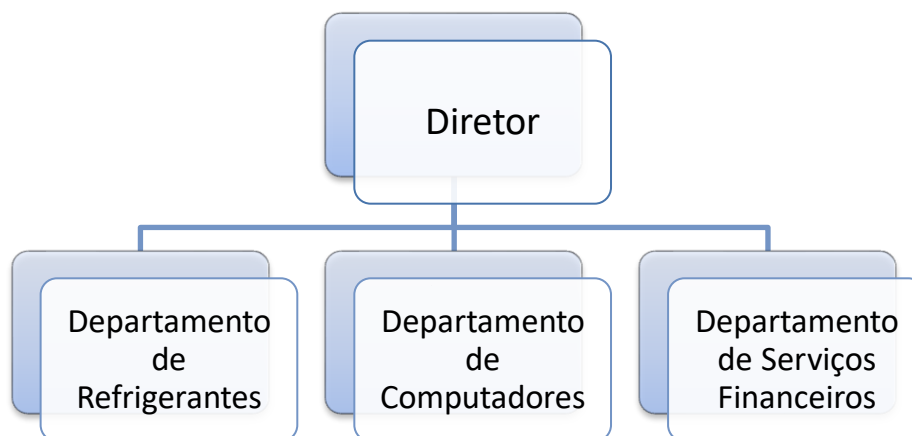 Diretor
Departamento
de
Refrigerantes
Departamento
de
Computadores
Departamento
de Serviços
Financeiros